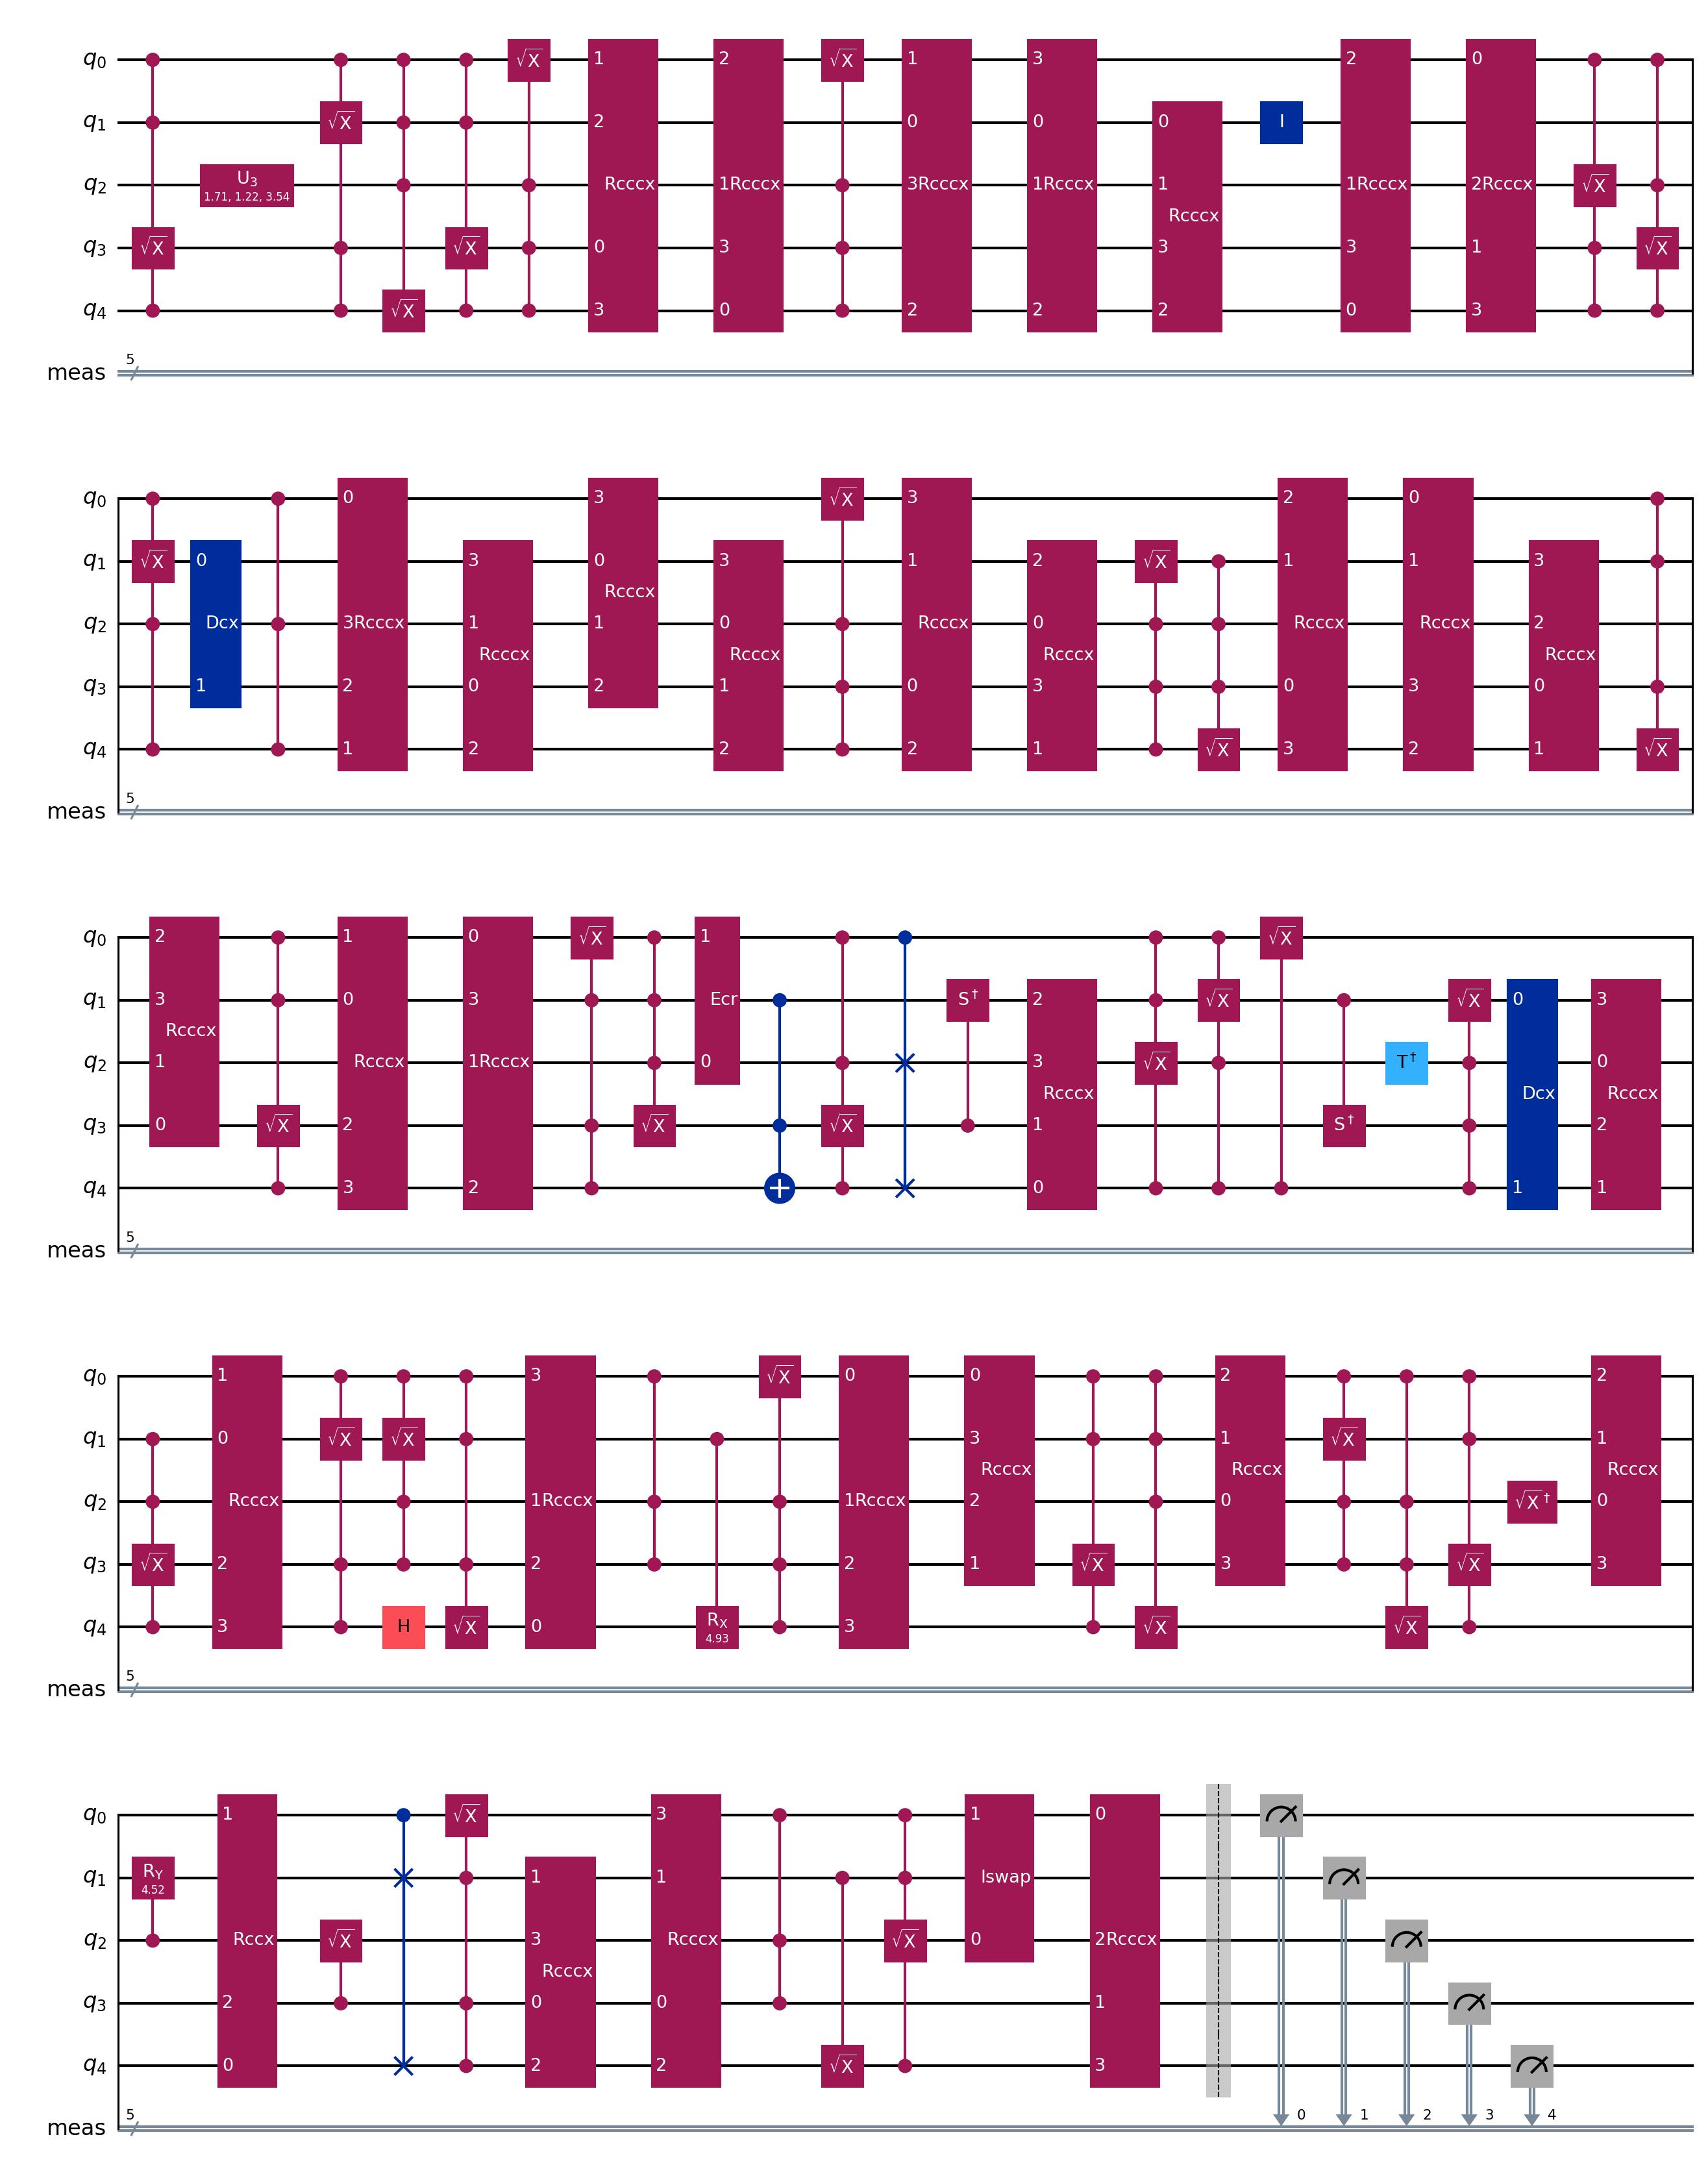 q0 √X 1 2 √X 1 3 2 0
q1 √X 2 0 0 0 I
q2 U3 1.71, 1.22, 3.54 Rcccx 1Rcccx 3Rcccx 1Rcccx 1 1Rcccx 2Rcccx √X
Rcccx
q3 √X √X 0 3 3 3 1 √X
q4 √X 3 0 2 2 2 0 3
meas 5
q0 0 3 √X 3 2 0
q1 √X 0 3 0 3 1 2 √X 1 1 3
Rcccx
q2 Dcx 3Rcccx 1 1 0 Rcccx 0 Rcccx Rcccx 2
Rcccx Rcccx Rcccx Rcccx
q3 1 2 0 2 1 0 3 0 3 0
q4 1 2 2 2 1 √X 3 2 1 √X
meas 5
q0 2 1 0 √X 1 √X
q1 3 0 3 Ecr S† 2 √X √X 0 3
Rcccx
q2 1 Rcccx 1Rcccx 0 3 √X T† 0
Rcccx Dcx Rcccx
q3 0 √X 2 √X √X 1 S† 2
q4 3 2 0 1 1
meas 5
q0 1 3 √X 0 0 2 2
q1 0 √X √X 3 1 √X 1
Rcccx Rcccx Rcccx
q2 Rcccx 1Rcccx 1Rcccx 2 0 √X† 0
q3 √X 2 2 2 1 √X 3 √X 3
q4 3 H √X 0 RX 4.93 3 √X √X
meas 5
q0 1 √X 3 1 0
q1 RY 4.52 1 1 Iswap
q2 Rccx √X 3 Rcccx √X 0 2Rcccx
Rcccx
q3 2 0 0 1
q4 0 2 2 √X 3
meas 5 0 1 2 3 4